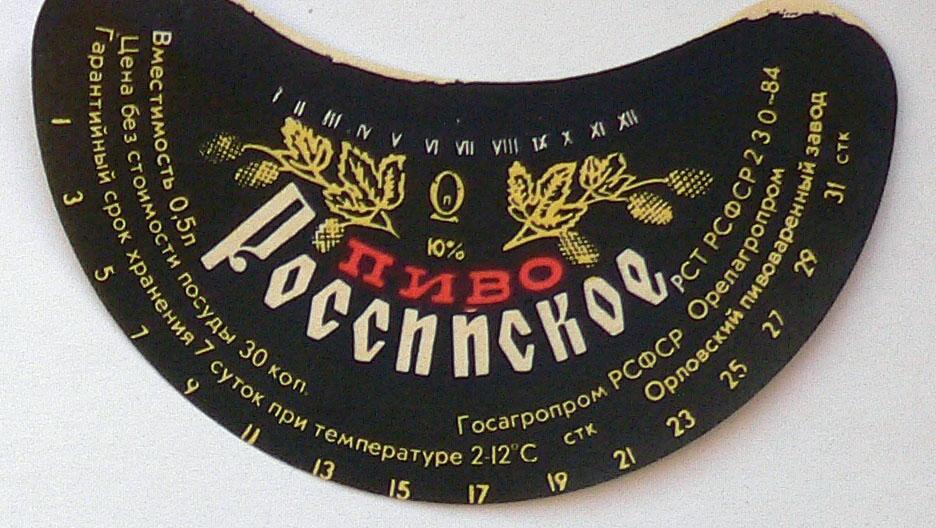 I II III IV V VI VII VIII IX X XI XII
Оп
10%
ПИВО
Российское
Вместимость 0,5л
Цена без стоимости посуды 30 коп.
Гарантийный срок хранения 7 суток при температуре 2-12°С
РСТ РСФСР 230-84
Госагропром РСФСР Орелагропром
Орловский пивоваренный завод
стк стк
1 3 5 7 9 11 13 15 17 19 21 23 25 27 29 31